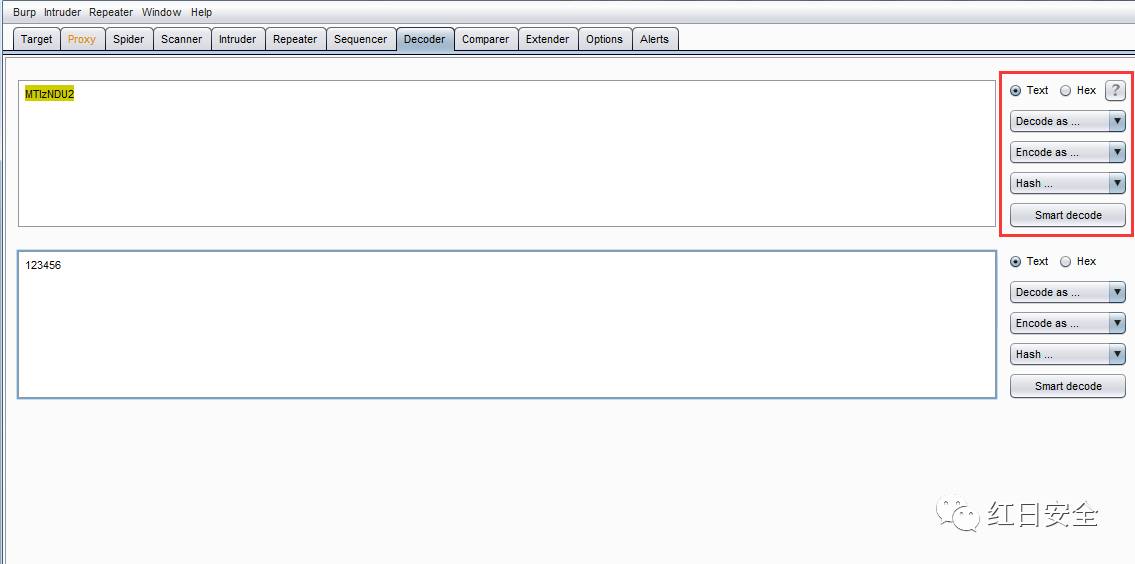 Burp Intruder Repeater Window Help
Target Proxy Spider Scanner Intruder Repeater Sequencer Decoder Comparer Extender Options Alerts
MTIzNDU2
Text Hex ?
Decode as ...
Encode as ...
Hash ...
Smart decode
123456
Text Hex
Decode as ...
Encode as ...
Hash ...
Smart decode
红日安全